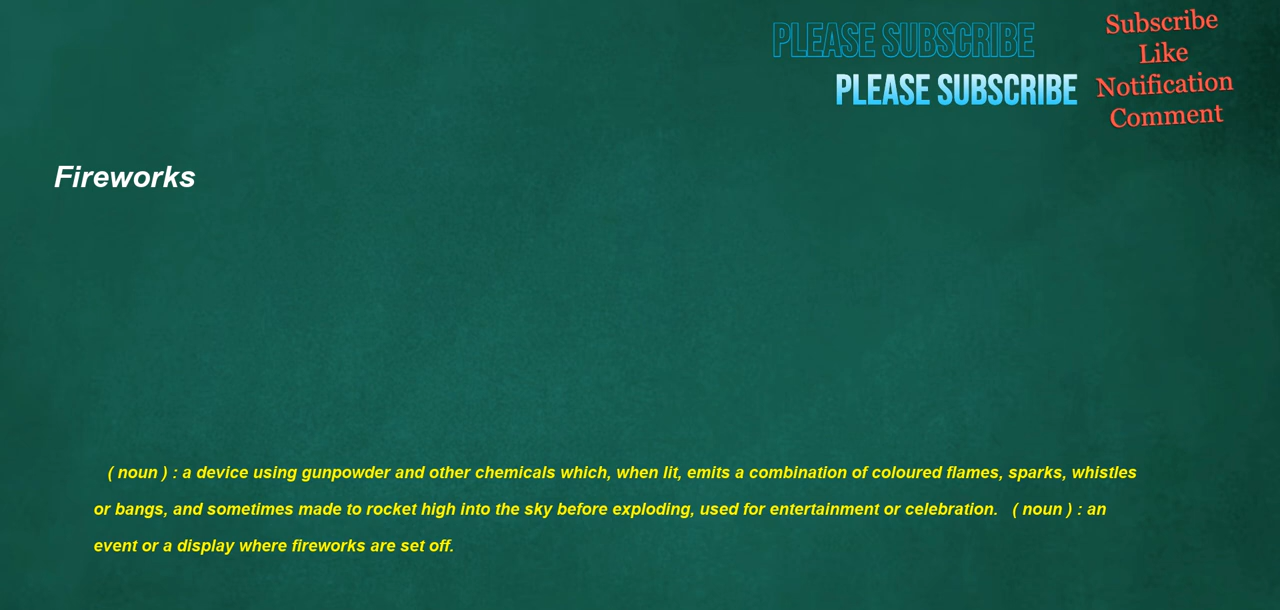 PLEASE SUBSCRIBE
PLEASE SUBSCRIBE
Subscribe
Like
Notification
Comment
Fireworks
( noun ) : a device using gunpowder and other chemicals which, when lit, emits a combination of coloured flames, sparks, whistles
or bangs, and sometimes made to rocket high into the sky before exploding, used for entertainment or celebration. ( noun ) : an
event or a display where fireworks are set off.